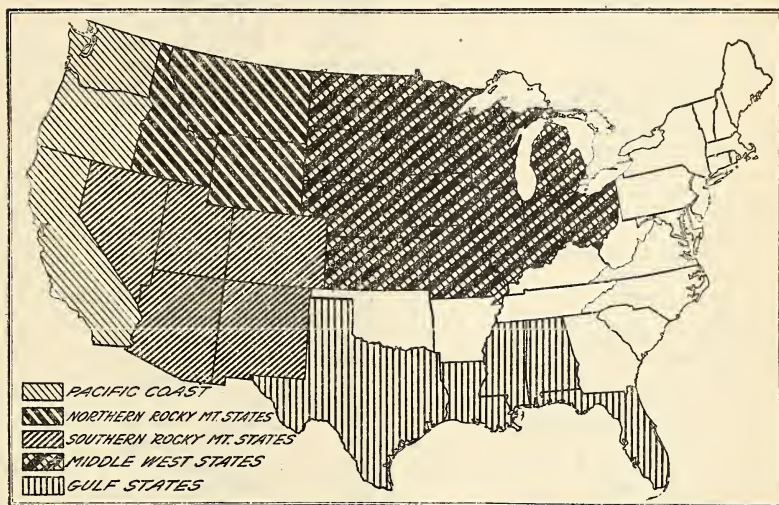 PACIFIC COAST
NORTHERN ROCKY MT. STATES
SOUTHERN ROCKY MT. STATES
MIDDLE WEST STATES
GULF STATES